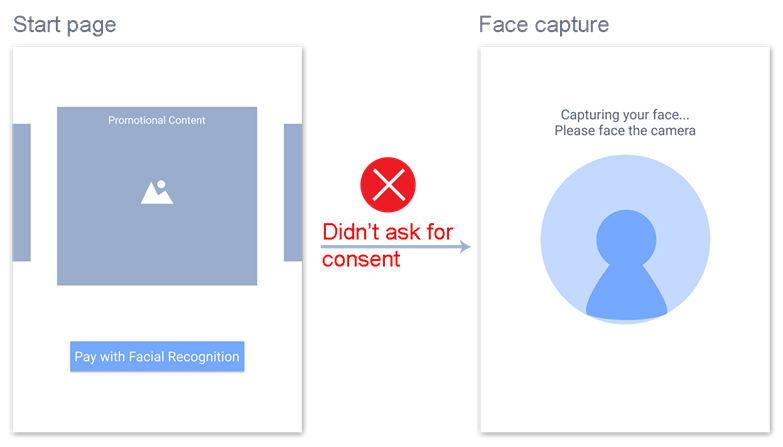 Start page
Face capture
Promotional Content
Capturing your face...
Please face the camera
Didn't ask for
consent
Pay with Facial Recognition